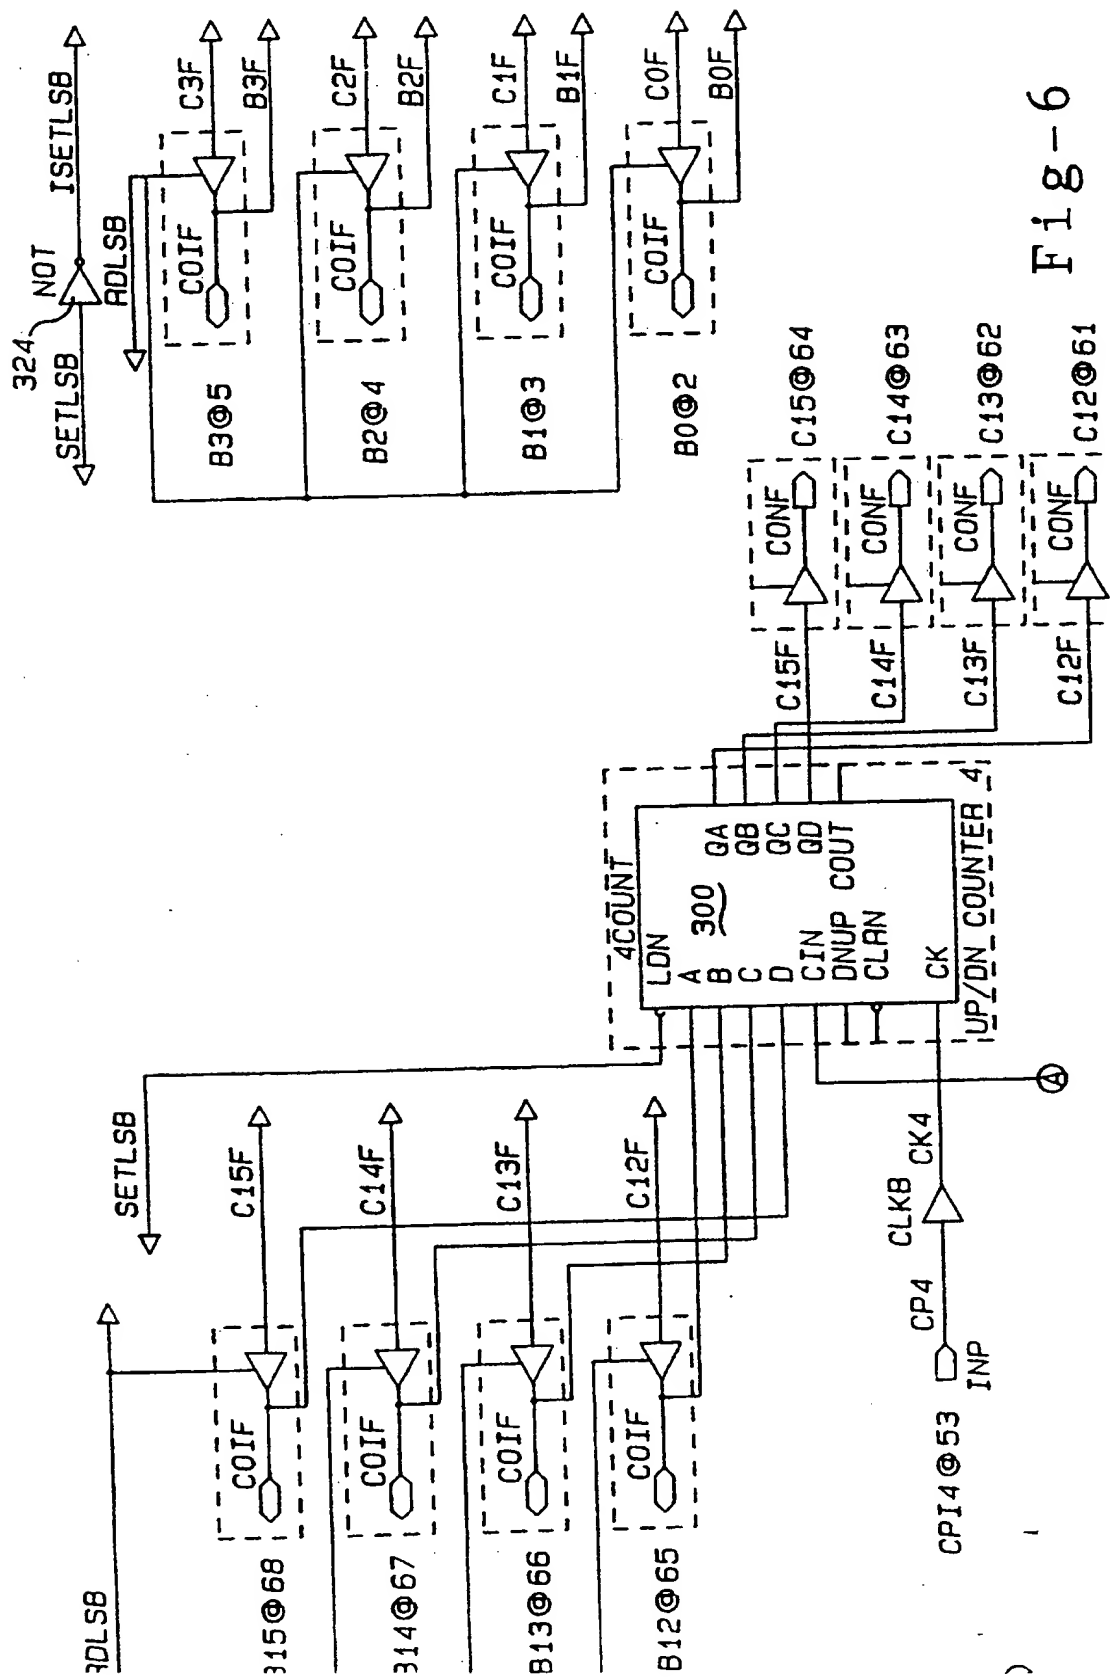 RDLSB
SETLSB
SETLSB
324
NOT
ISETLSB
RDLSB
B15@68
COIF
C15F
B14@67
COIF
C14F
B13@66
COIF
C13F
B12@65
COIF
C12F
B3@5
COIF
C3F
B3F
B2@4
COIF
C2F
B2F
B1@3
COIF
C1F
B1F
B0@2
COIF
C0F
B0F
4COUNT
LDN
A
B
C
D
CIN
DNUP
CLRN
CK
300
QA
QB
QC
QD
COUT
UP/DN COUNTER 4
CPI4@53
INP
CP4
CLKB
CK4
A
C15F
CONF
C15@64
C14F
CONF
C14@63
C13F
CONF
C13@62
C12F
CONF
C12@61
Fig-6